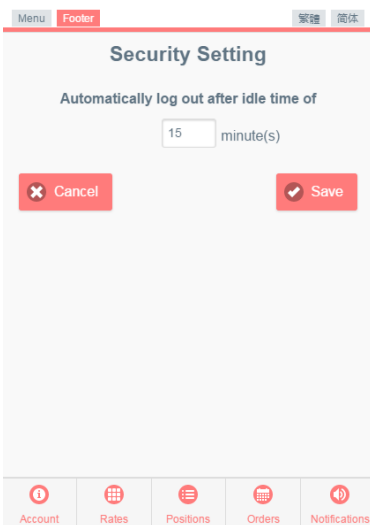 Menu Footer 繁體 简体
Security Setting
Automatically log out after idle time of
15 minute(s)
Cancel Save
Account Rates Positions Orders Notifications